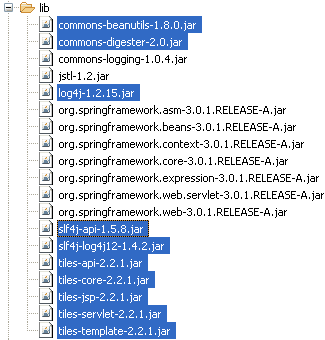 lib
commons-beanutils-1.8.0.jar
commons-digester-2.0.jar
commons-logging-1.0.4.jar
jstl-1.2.jar
log4j-1.2.15.jar
org.springframework.asm-3.0.1.RELEASE-A.jar
org.springframework.beans-3.0.1.RELEASE-A.jar
org.springframework.context-3.0.1.RELEASE-A.jar
org.springframework.core-3.0.1.RELEASE-A.jar
org.springframework.expression-3.0.1.RELEASE-A.jar
org.springframework.web.servlet-3.0.1.RELEASE-A.jar
org.springframework.web-3.0.1.RELEASE-A.jar
slf4j-api-1.5.8.jar
slf4j-log4j12-1.4.2.jar
tiles-api-2.2.1.jar
tiles-core-2.2.1.jar
tiles-jsp-2.2.1.jar
tiles-servlet-2.2.1.jar
tiles-template-2.2.1.jar